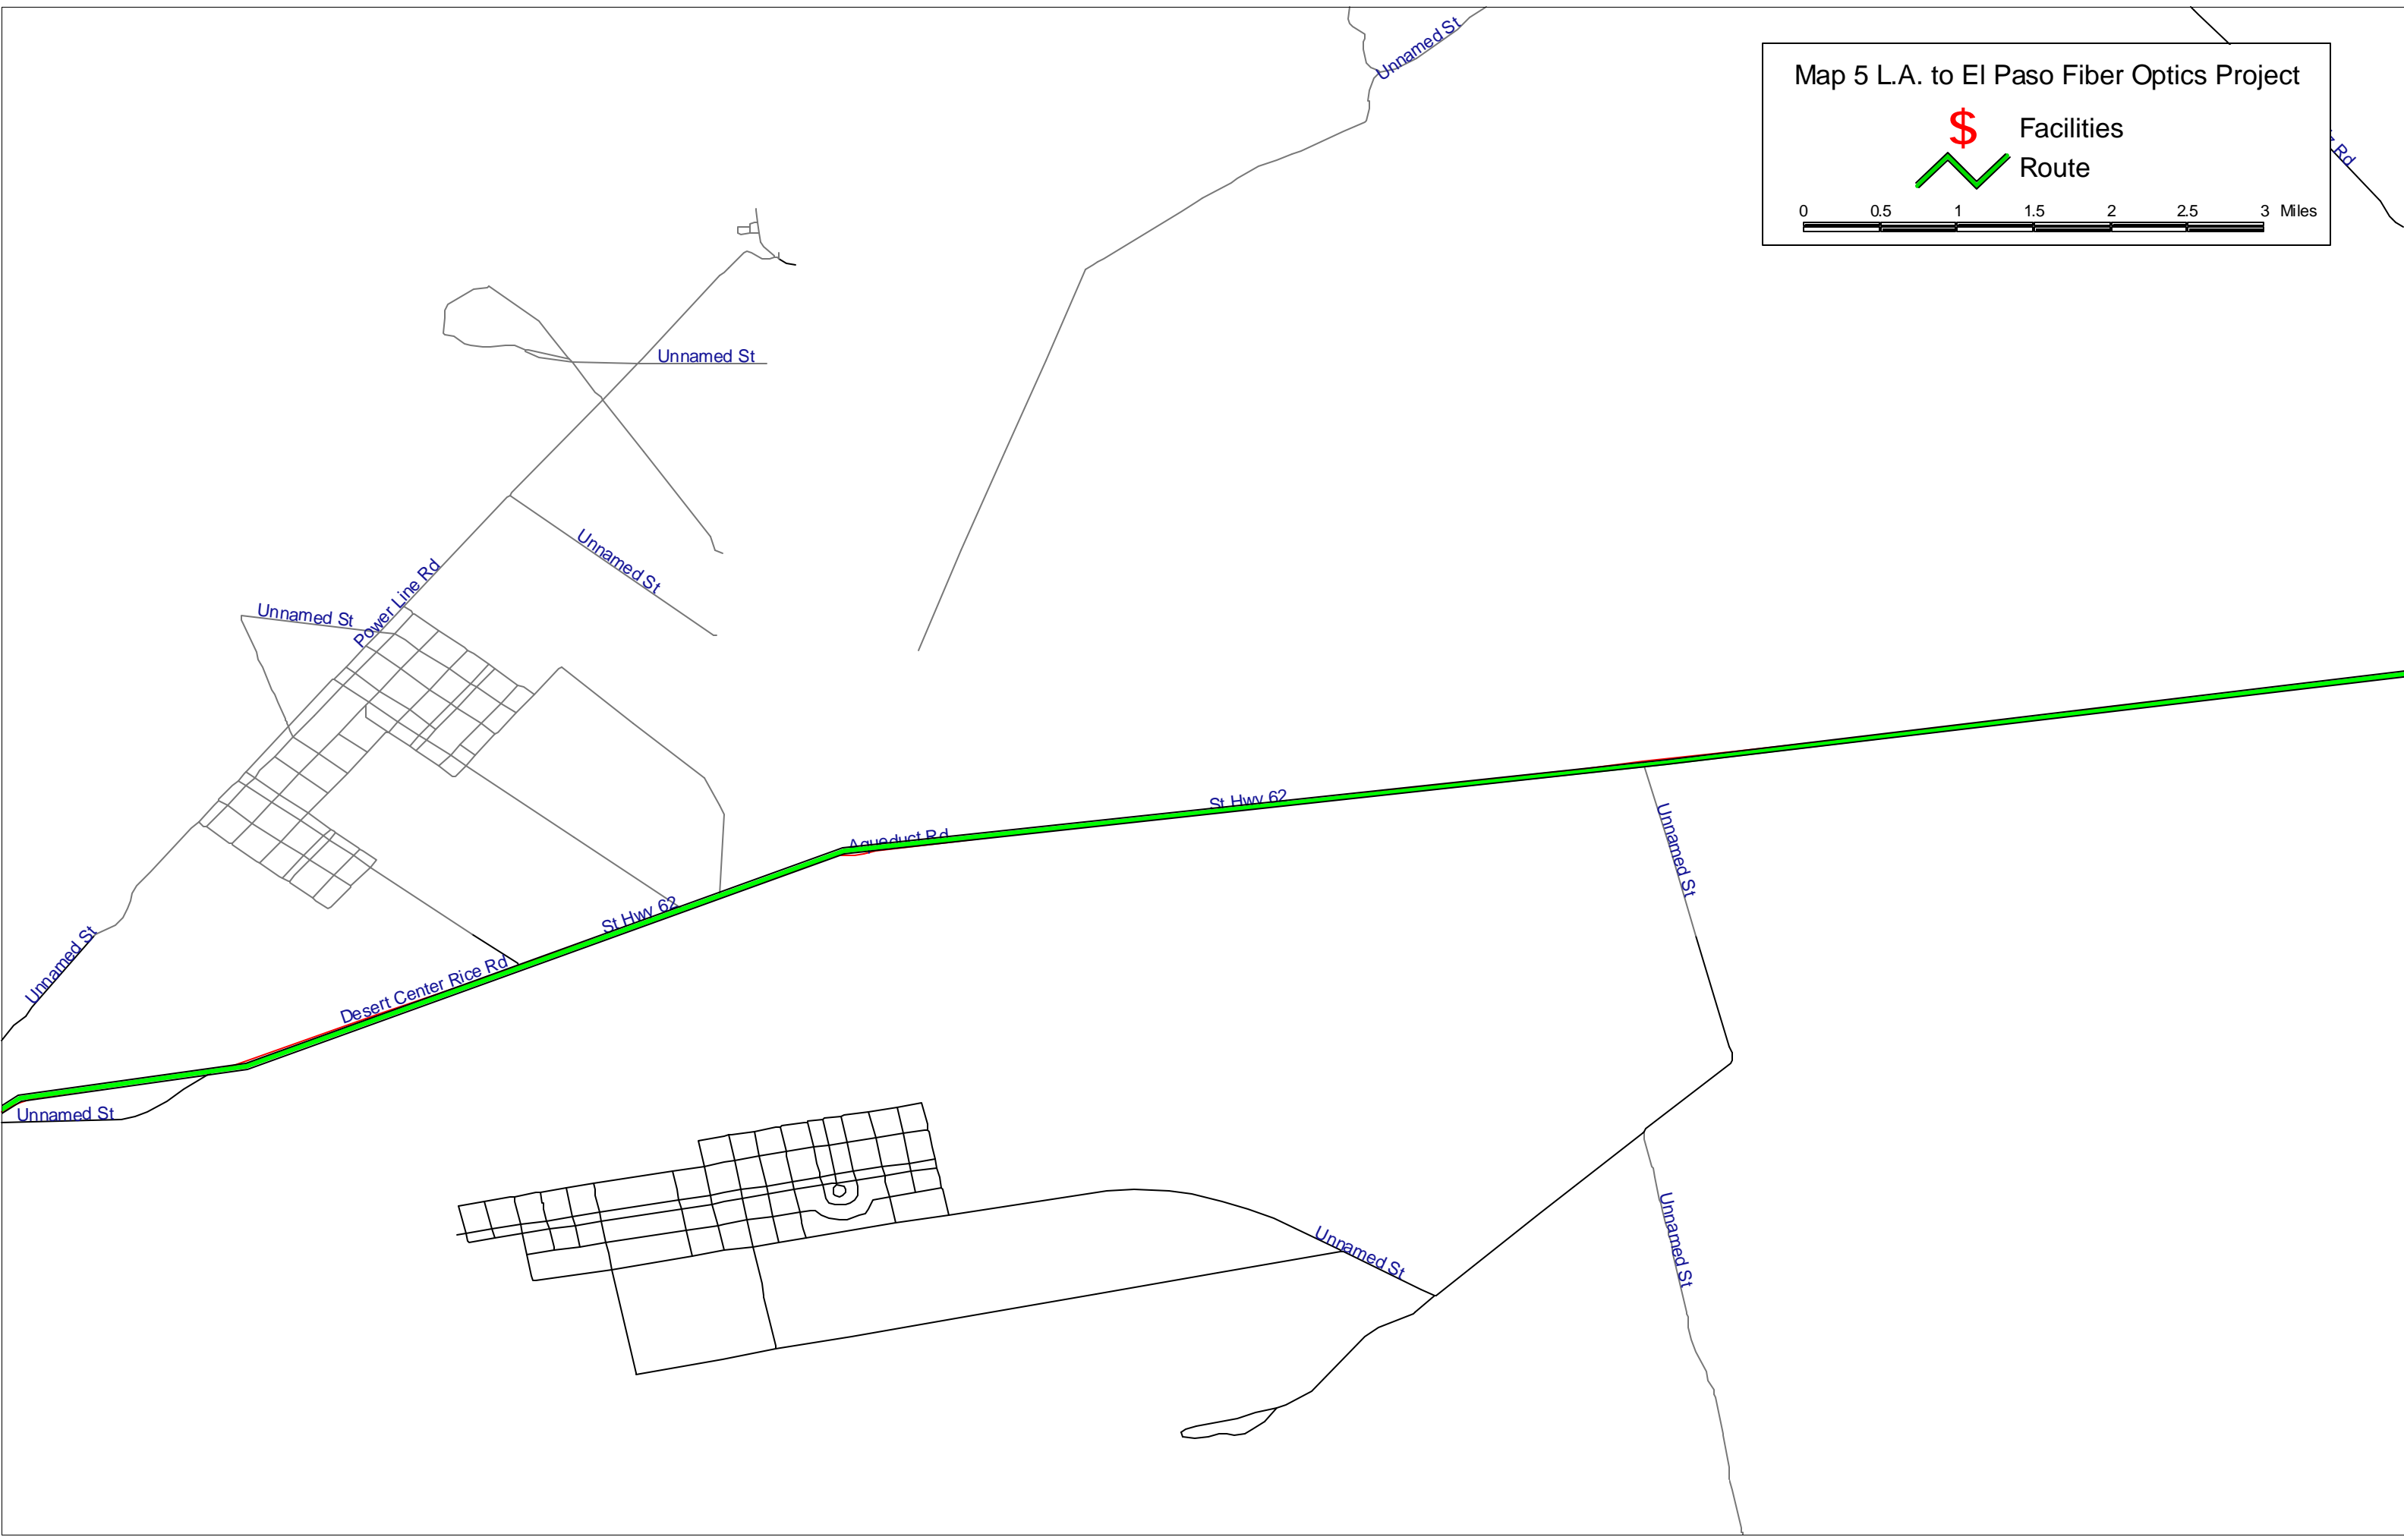 Unnamed St
Map 5 L.A. to El Paso Fiber Optics Project
$ Facilities
Route
0 0.5 1 1.5 2 2.5 3 Miles
Rd
Unnamed St
Unnamed St
Power Line Rd
Unnamed St
St Hwy 62
Aqueduct Rd
Unnamed St
St Hwy 62
Unnamed St
Desert Center Rice Rd
Unnamed St
Unnamed St
Unnamed St